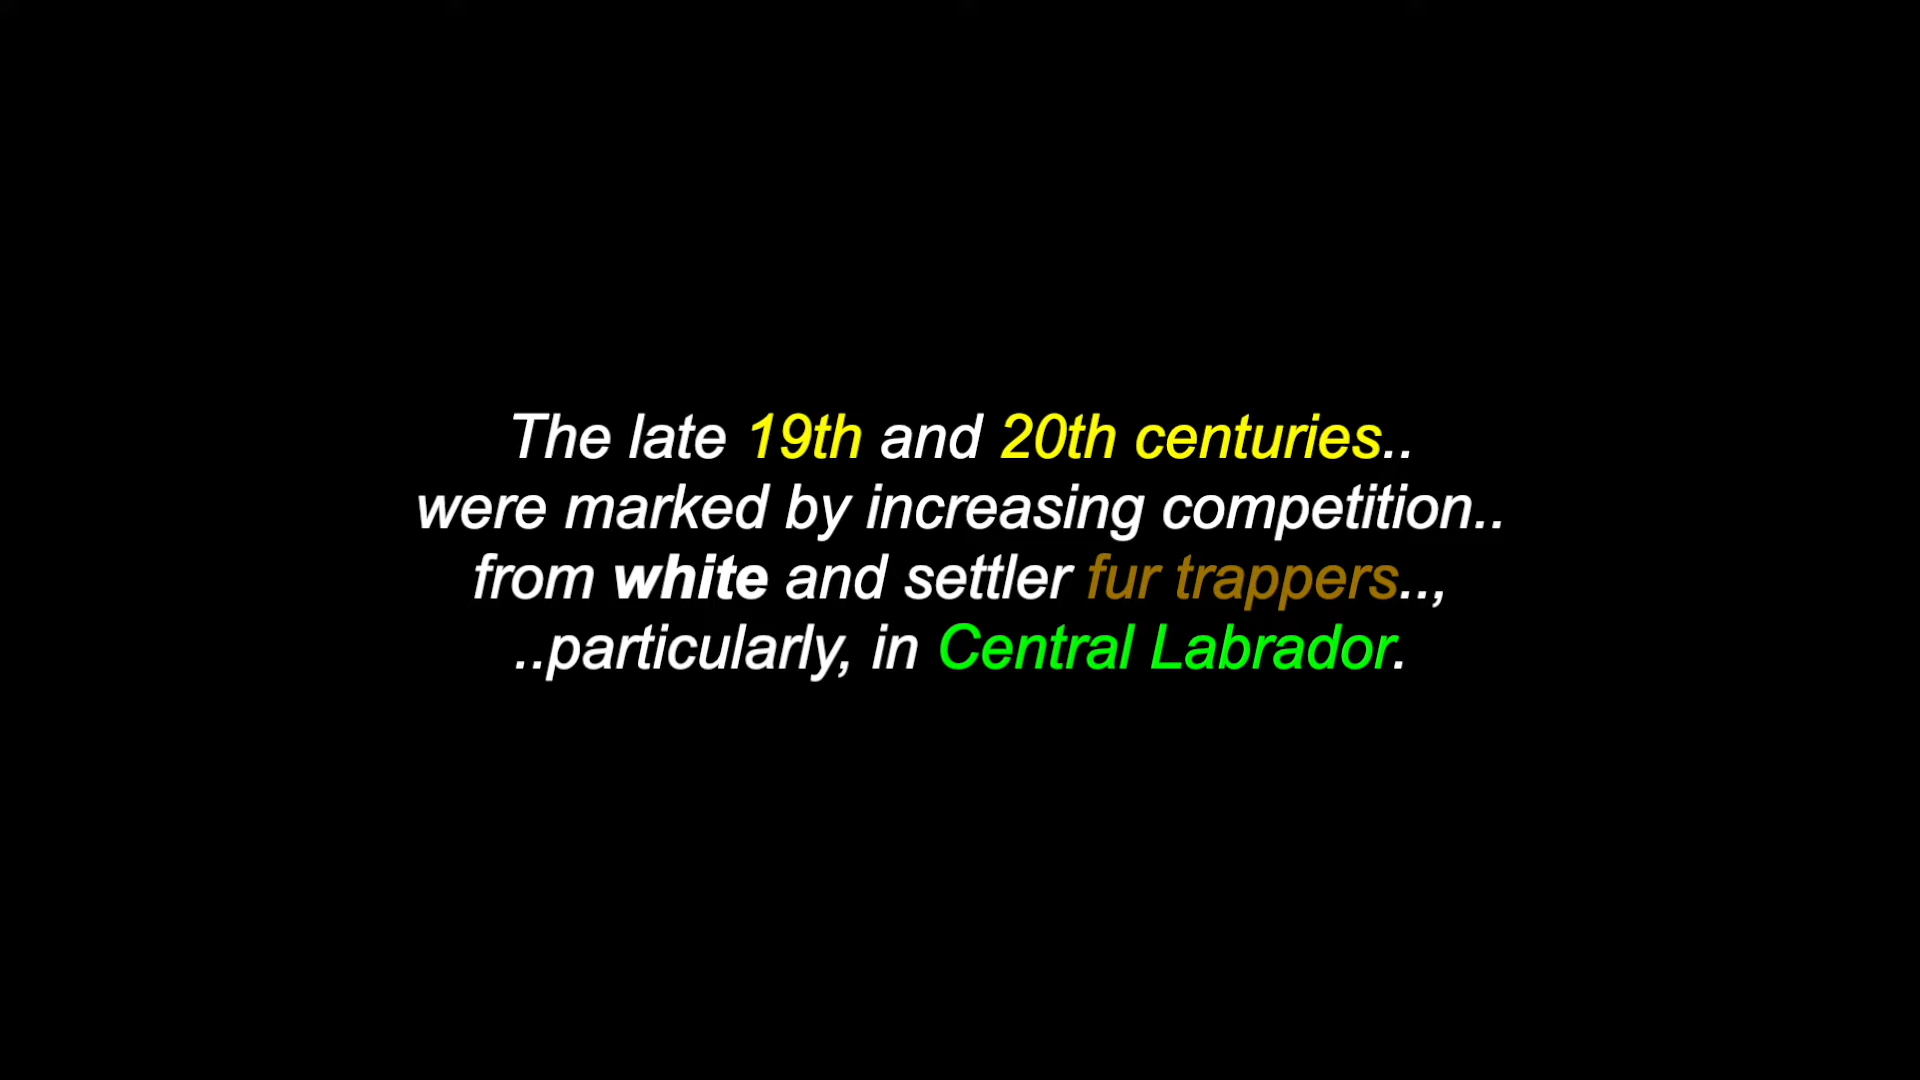 The late 19th and 20th centuries..
were marked by increasing competition..
from white and settler fur trappers..,
..particularly, in Central Labrador.